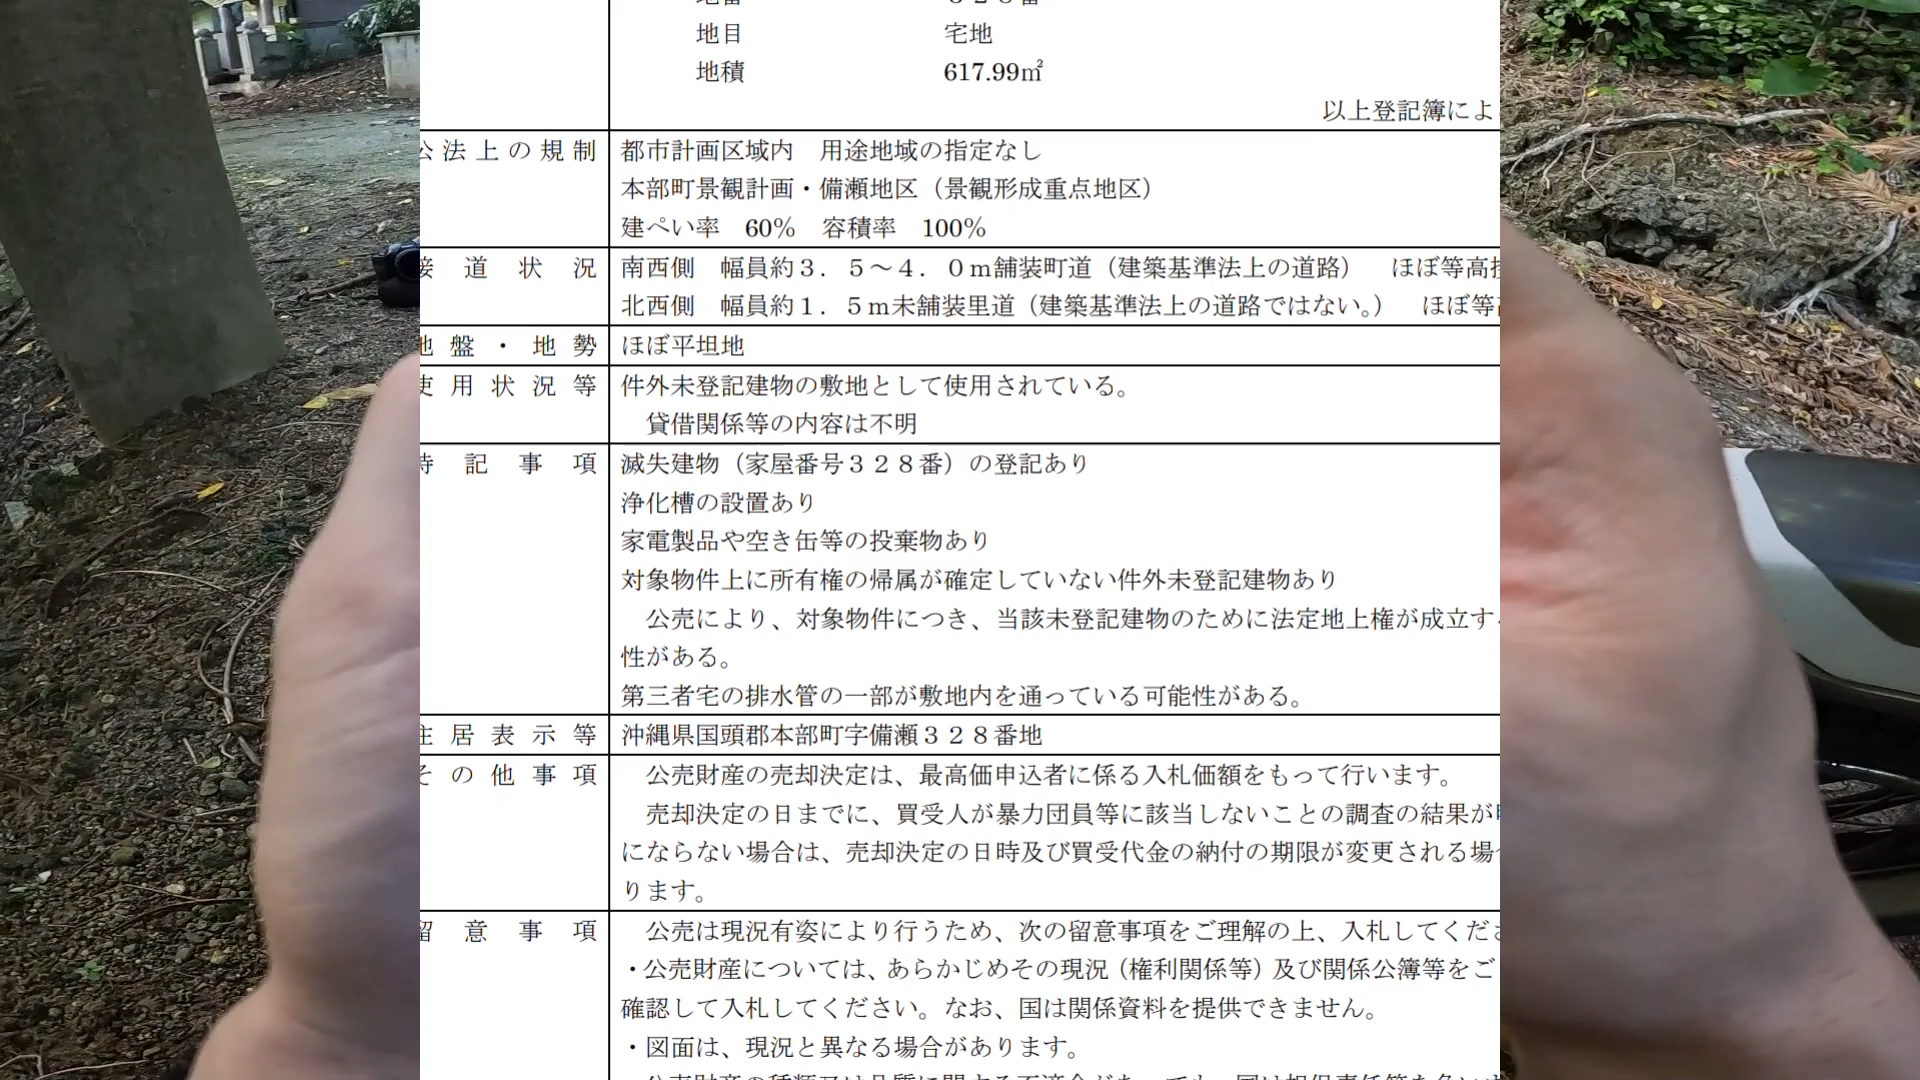 地目 宅地
地積 617.99㎡
以上登記簿によ
公法上の規制 都市計画区域内 用途地域の指定なし
本部町景観計画・備瀬地区（景観形成重点地区）
建ぺい率 60% 容積率 100%
接道状況 南西側 幅員約３．５～４．０ｍ舗装町道（建築基準法上の道路） ほぼ等高
北西側 幅員約１．５ｍ未舗装里道（建築基準法上の道路ではない。） ほぼ等
地盤・地勢 ほぼ平坦地
使用状況等 件外未登記建物の敷地として使用されている。
貸借関係等の内容は不明
特記事項 滅失建物（家屋番号３２８番）の登記あり
浄化槽の設置あり
家電製品や空き缶等の投棄物あり
対象物件上に所有権の帰属が確定していない件外未登記建物あり
公売により、対象物件につき、当該未登記建物のために法定地上権が成立す
性がある。
第三者宅の排水管の一部が敷地内を通っている可能性がある。
住居表示等 沖縄県国頭郡本部町字備瀬３２８番地
その他事項 公売財産の売却決定は、最高価申込者に係る入札価額をもって行います。
売却決定の日までに、買受人が暴力団員等に該当しないことの調査の結果が
にならない場合は、売却決定の日時及び買受代金の納付の期限が変更される場
ります。
留意事項 公売は現況有姿により行うため、次の留意事項をご理解の上、入札してくだ
・公売財産については、あらかじめその現況（権利関係等）及び関係公簿等をご
確認して入札してください。なお、国は関係資料を提供できません。
・図面は、現況と異なる場合があります。